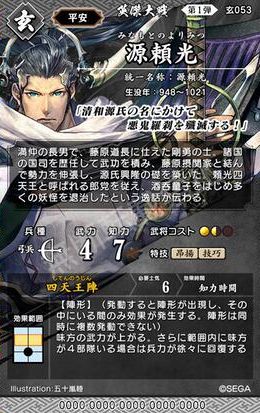 玄
平安
英傑大戦
第1弾
玄053
みなもとのよりみつ
源頼光
統一名称:源頼光
生没年:948~1021
「清和源氏の名にかけて
悪鬼羅刹を殲滅する!」
満仲の長男で、藤原道長に仕えた剛勇の士。諸国
の国司を歴任して武功を積み、藤原摂関家と結ん
で勢力を伸張し、源氏興隆の礎を築いた。頼光四
天王と呼ばれる郎党を従え、酒呑童子をはじめ多
くの妖怪を退治したという逸話が伝わる。
兵種 武力 知力 武将コスト
弓兵 4 7
特技 昂揚 技巧
してんのうじん
四天王陣
必要士気 6
効果時間 知力時間
効果範囲
【陣形】(発動すると陣形が出現し、その
中にいる間のみ効果が発生する。陣形は同
時に複数発動できない)
味方の武力が上がる。さらに範囲内に味方
が4部隊いる場合は兵力が徐々に回復する
Illustration:五十嵐睦
©SEGA
0000-0000-0000-0000-0000